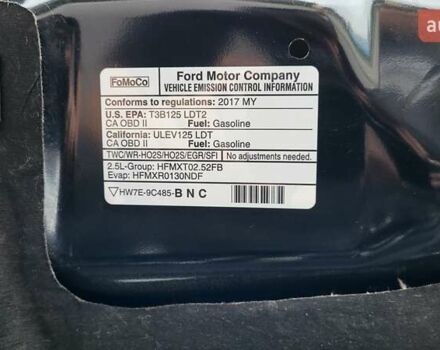 au
FoMoCo
Ford Motor Company
VEHICLE EMISSION CONTROL INFORMATION
Conforms to regulations: 2017 MY
U.S. EPA: T3B125 LDT2
CA OBD II Fuel: Gasoline
California: ULEV125 LDT
CA OBD II Fuel: Gasoline
TWC/WR-HO2S/HO2S/EGR/SFI No adjustments needed.
2.5L-Group: HFMXT02.52FB
Evap: HFMXR0130NDF
HW7E-9C485-B N C